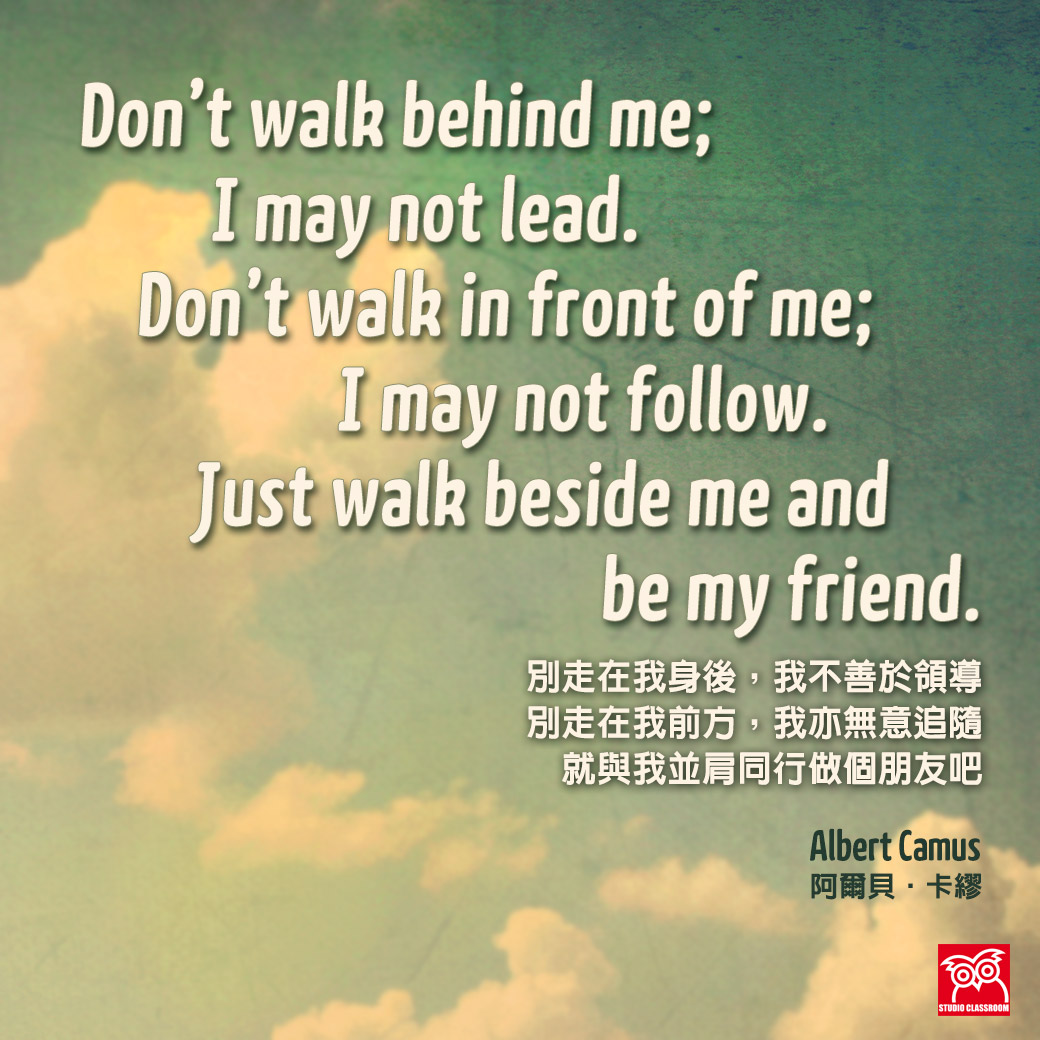 Don’t walk behind me;
I may not lead.
Don’t walk in front of me;
I may not follow.
Just walk beside me and
be my friend.
別走在我身後，我不善於領導
別走在我前方，我亦無意追隨
就與我並肩同行做個朋友吧
Albert Camus
阿爾貝．卡繆
STUDIO CLASSROOM